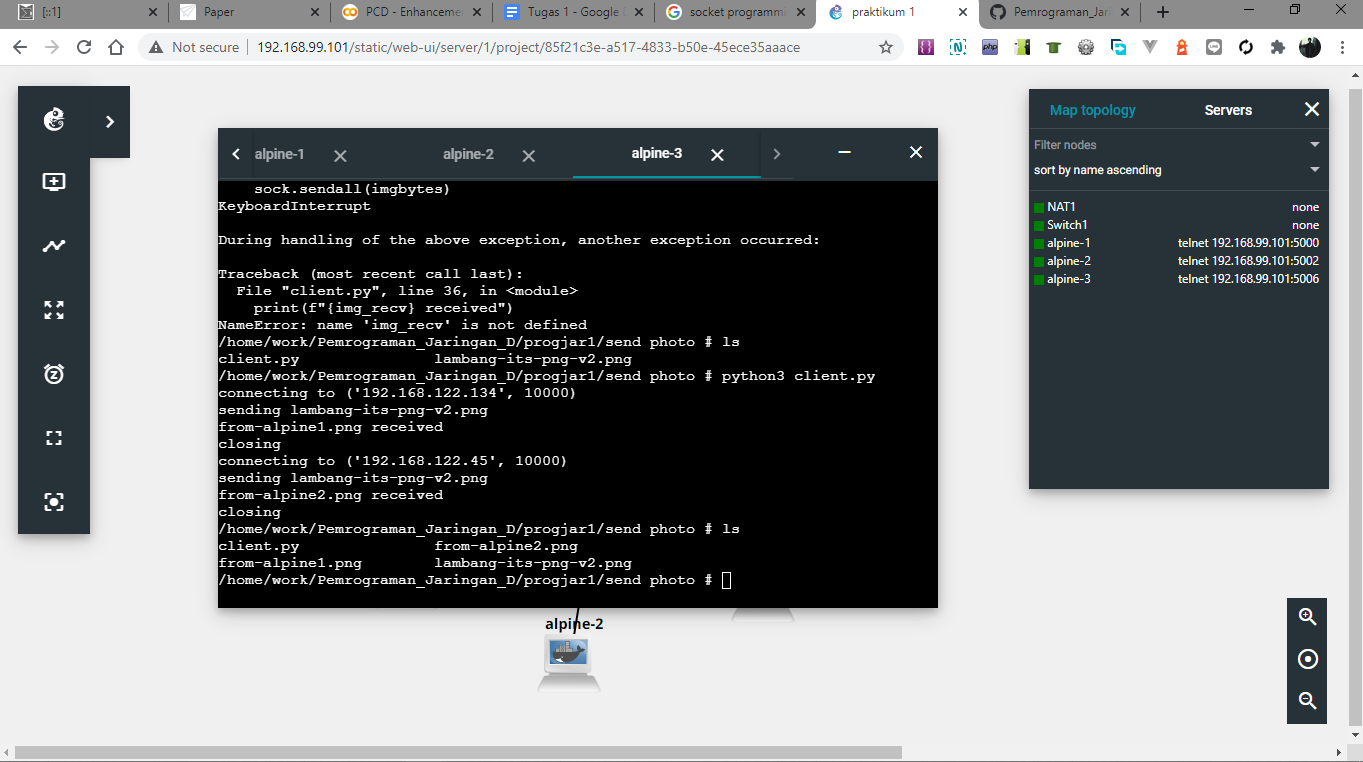 [::1]
Paper
PCD - Enhanceme
Tugas 1 - Google D
socket programmi
praktikum 1
Pemrograman_Jar
Not secure
192.168.99.101/static/web-ui/server/1/project/85f21c3e-a517-4833-b50e-45ece35aaace
php
LINE
alpine-1
alpine-2
alpine-3
    sock.sendall(imgbytes)
KeyboardInterrupt
During handling of the above exception, another exception occurred:
Traceback (most recent call last):
  File "client.py", line 36, in <module>
    print(f"{img_recv} received")
NameError: name 'img_recv' is not defined
/home/work/Pemrograman_Jaringan_D/progjar1/send photo # ls
client.py               lambang-its-png-v2.png
/home/work/Pemrograman_Jaringan_D/progjar1/send photo # python3 client.py
connecting to ('192.168.122.134', 10000)
sending lambang-its-png-v2.png
from-alpine1.png received
closing
connecting to ('192.168.122.45', 10000)
sending lambang-its-png-v2.png
from-alpine2.png received
closing
/home/work/Pemrograman_Jaringan_D/progjar1/send photo # ls
client.py               from-alpine2.png
from-alpine1.png        lambang-its-png-v2.png
/home/work/Pemrograman_Jaringan_D/progjar1/send photo #
alpine-2
Map topology
Servers
Filter nodes
sort by name ascending
NAT1 none
Switch1 none
alpine-1 telnet 192.168.99.101:5000
alpine-2 telnet 192.168.99.101:5002
alpine-3 telnet 192.168.99.101:5006